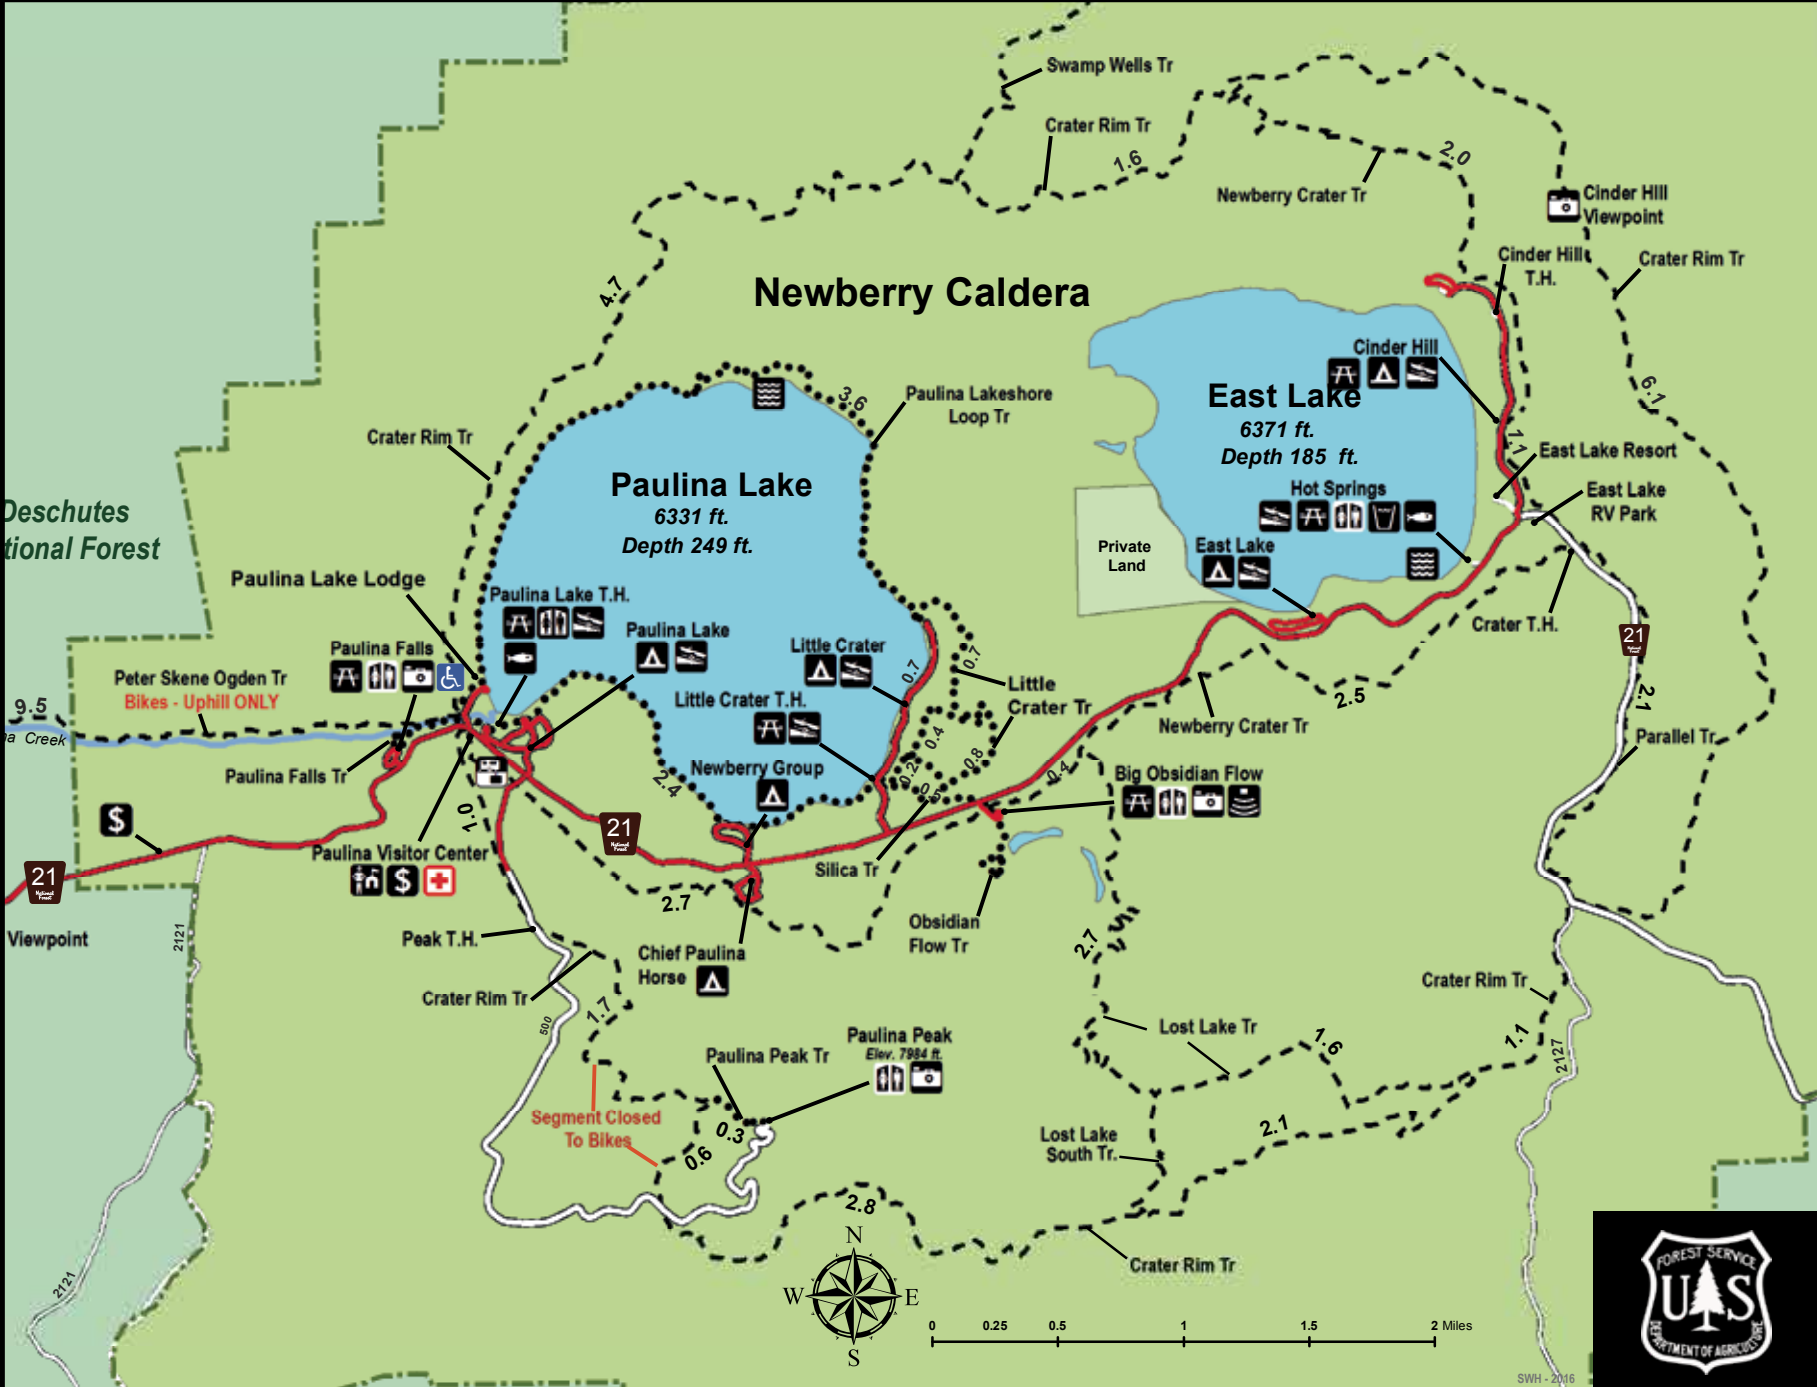 Swamp Wells Tr
Crater Rim Tr
1.6
2.0
Newberry Crater Tr
Cinder HIll
Viewpoint
Cinder Hill
T.H.
Crater Rim Tr
4.7
Newberry Caldera
Cinder Hill
East Lake
6371 ft.
Depth 185 ft.
6.1
3.6
Paulina Lakeshore
Loop Tr
Crater Rim Tr
1.1
East Lake Resort
Paulina Lake
6331 ft.
Depth 249 ft.
Hot Springs
East Lake
RV Park
Deschutes
tional Forest
Private
Land
East Lake
Paulina Lake Lodge
Paulina Lake T.H.
Crater T.H.
21
National
Forest
Paulina Lake
Paulina Falls
Little Crater
0.7
0.7
Peter Skene Ogden Tr
Bikes - Uphill ONLY
Little
Crater Tr
2.5
2.1
9.5
Little Crater T.H.
Newberry Crater Tr
na Creek
0.4
Parallel Tr
Paulina Falls Tr
2.4
Newberry Group
0.2
0.8
0.4
Big Obsidian Flow
0.5
$
1.0
21
National
Forest
Paulina Visitor Center
$
Silica Tr
21
National
Forest
2.7
Viewpoint
2121
Peak T.H.
Obsidian
Flow Tr
2.7
Chief Paulina
Horse
Crater Rim Tr
Crater Rim Tr
500
1.7
Lost Lake Tr
1.6
1.1
Paulina Peak
Elev. 7984 ft.
Paulina Peak Tr
2127
Segment Closed
To Bikes
0.3
0.6
2.1
Lost Lake
South Tr.
2.8
Crater Rim Tr
2121
N
W
E
S
0
0.25
0.5
1
1.5
2 Miles
FOREST SERVICE
U S
DEPARTMENT OF AGRICULTURE
SWH - 2016